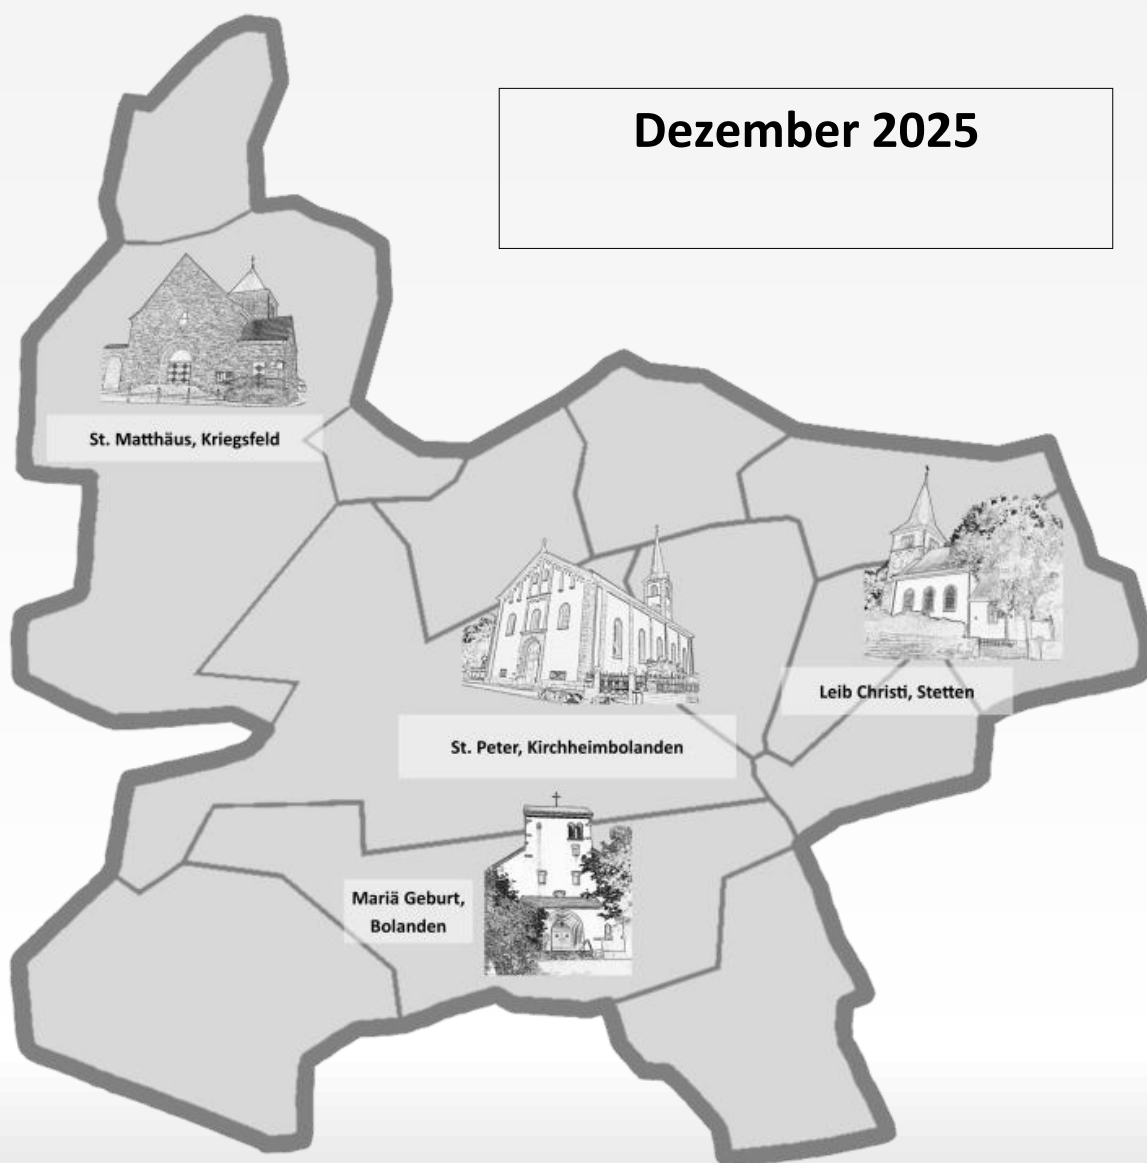 Dezember 2025
St. Matthäus, Kriegsfeld
Leib Christi, Stetten
St. Peter, Kirchheimbolanden
Mariä Geburt,
Bolanden